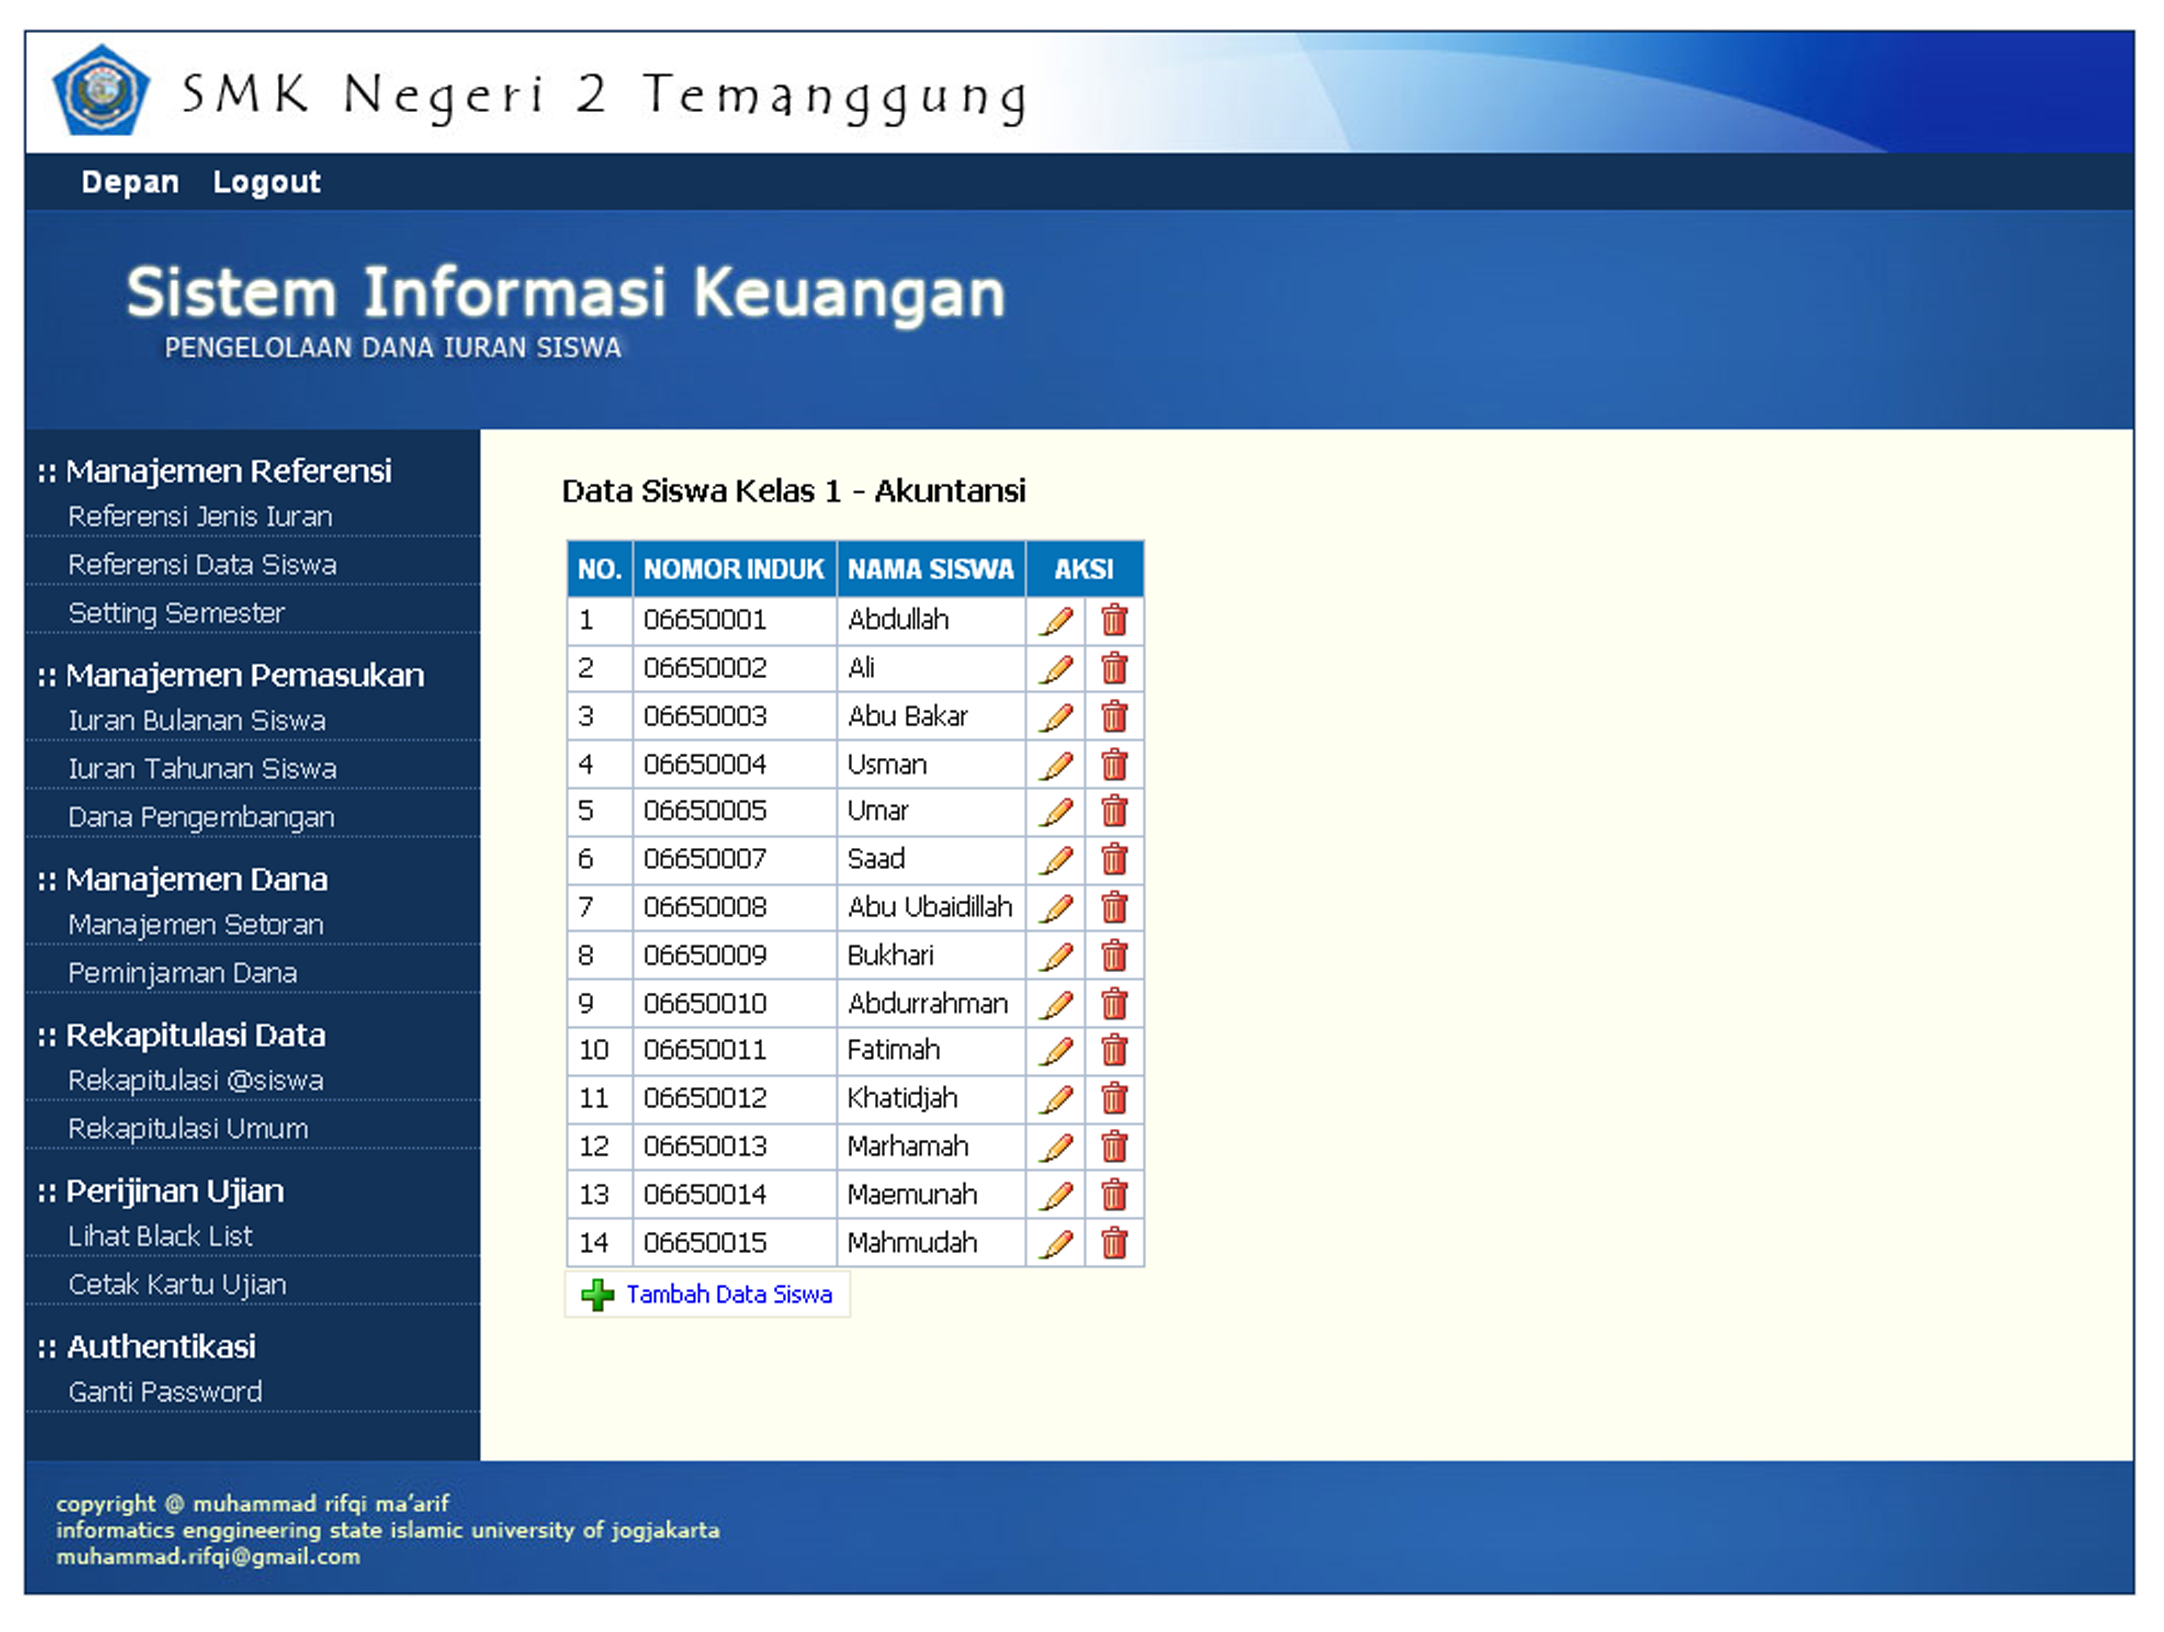 SMK Negeri 2 Temanggung
Depan Logout
Sistem Informasi Keuangan
PENGELOLAAN DANA IURAN SISWA
:: Manajemen Referensi
Referensi Jenis Iuran
Referensi Data Siswa
Setting Semester
:: Manajemen Pemasukan
Iuran Bulanan Siswa
Iuran Tahunan Siswa
Dana Pengembangan
:: Manajemen Dana
Manajemen Setoran
Peminjaman Dana
:: Rekapitulasi Data
Rekapitulasi @siswa
Rekapitulasi Umum
:: Perijinan Ujian
Lihat Black List
Cetak Kartu Ujian
:: Authentikasi
Ganti Password
Data Siswa Kelas 1 - Akuntansi
NO. NOMOR INDUK NAMA SISWA AKSI
1 06650001 Abdullah
2 06650002 Ali
3 06650003 Abu Bakar
4 06650004 Usman
5 06650005 Umar
6 06650007 Saad
7 06650008 Abu Ubaidillah
8 06650009 Bukhari
9 06650010 Abdurrahman
10 06650011 Fatimah
11 06650012 Khatidjah
12 06650013 Marhamah
13 06650014 Maemunah
14 06650015 Mahmudah
Tambah Data Siswa
copyright @ muhammad rifqi ma'arif
informatics enggineering state islamic university of jogjakarta
muhammad.rifqi@gmail.com